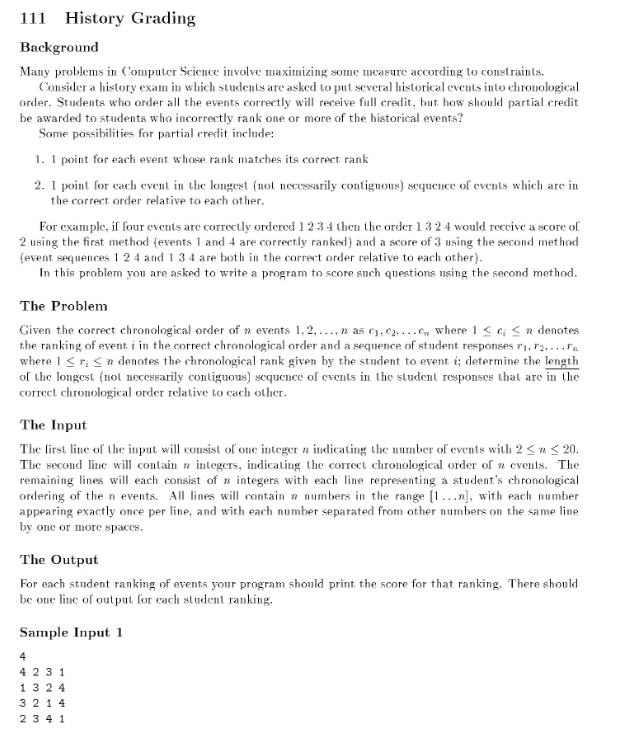 111 History Grading
Background
Many problems in Computer Science involve maximizing some measure according to constraints.
Consider a history exam in which students are asked to put several historical events into chronological
order. Students who order all the events correctly will receive full credit, but how should partial credit
be awarded to students who incorrectly rank one or more of the historical events?
Some possibilities for partial credit include:
1. 1 point for each event whose rank matches its correct rank
2. 1 point for each event in the longest (not necessarily contiguous) sequence of events which are in
the correct order relative to each other.
For example, if four events are correctly ordered 1 2 3 4 then the order 1 3 2 4 would receive a score of
2 using the first method (events 1 and 4 are correctly ranked) and a score of 3 using the second method
(event sequences 1 2 4 and 1 3 4 are both in the correct order relative to each other).
In this problem you are asked to write a program to score such questions using the second method.
The Problem
Given the correct chronological order of n events 1, 2, . . . , n as c₁, c₂, . . . cₙ where 1 ≤ cᵢ ≤ n denotes
the ranking of event i in the correct chronological order and a sequence of student responses r₁, r₂, . . . rₙ
where 1 ≤ rᵢ ≤ n denotes the chronological rank given by the student to event i; determine the length
of the longest (not necessarily contiguous) sequence of events in the student responses that are in the
correct chronological order relative to each other.
The Input
The first line of the input will consist of one integer n indicating the number of events with 2 ≤ n ≤ 20.
The second line will contain n integers, indicating the correct chronological order of n events. The
remaining lines will each consist of n integers with each line representing a student's chronological
ordering of the n events. All lines will contain n numbers in the range [1 . . . n], with each number
appearing exactly once per line, and with each number separated from other numbers on the same line
by one or more spaces.
The Output
For each student ranking of events your program should print the score for that ranking. There should
be one line of output for each student ranking.
Sample Input 1
4
4 2 3 1
1 3 2 4
3 2 1 4
2 3 4 1